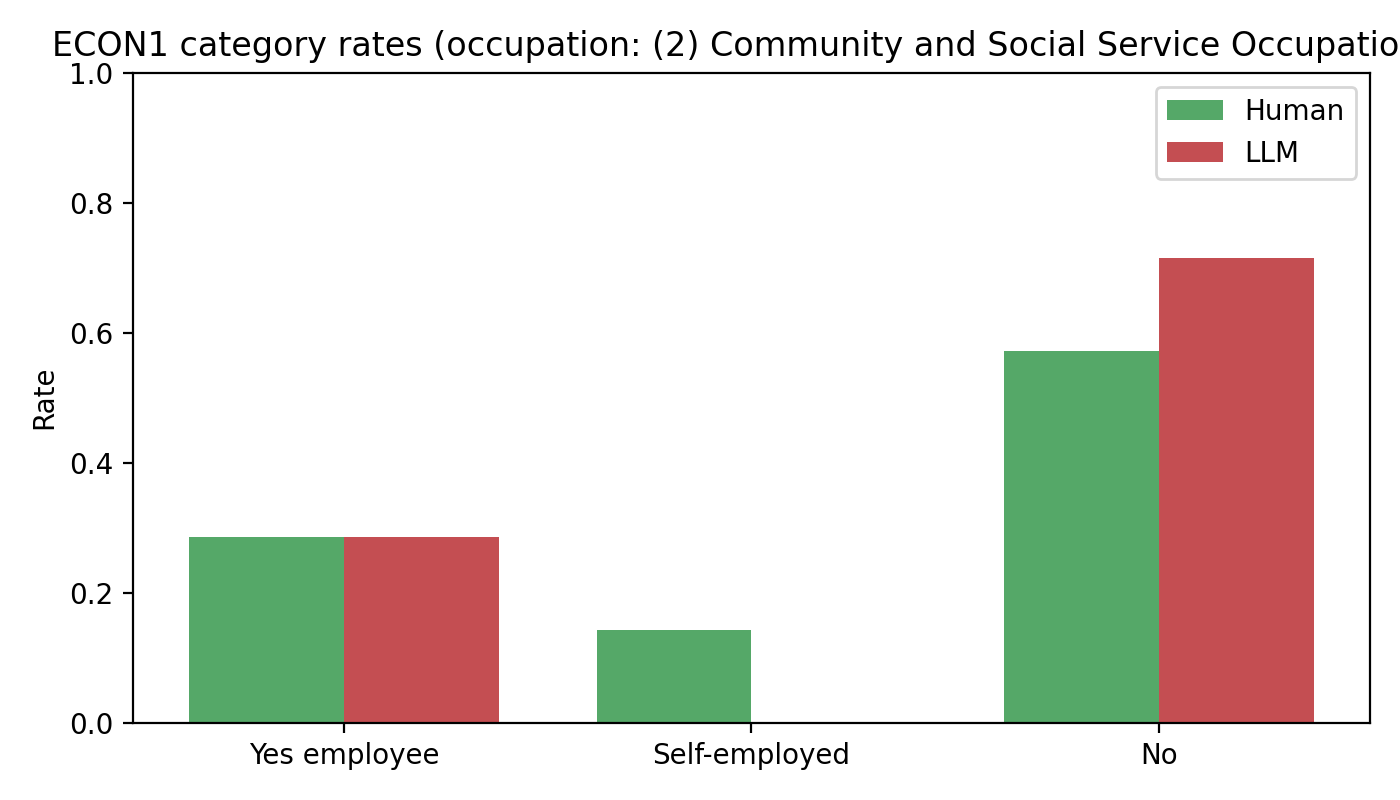 ECON1 category rates (occupation: (2) Community and Social Service Occupatio
1.0
0.8
0.6
0.4
0.2
0.0
Rate
Human
LLM
Yes employee
Self-employed
No